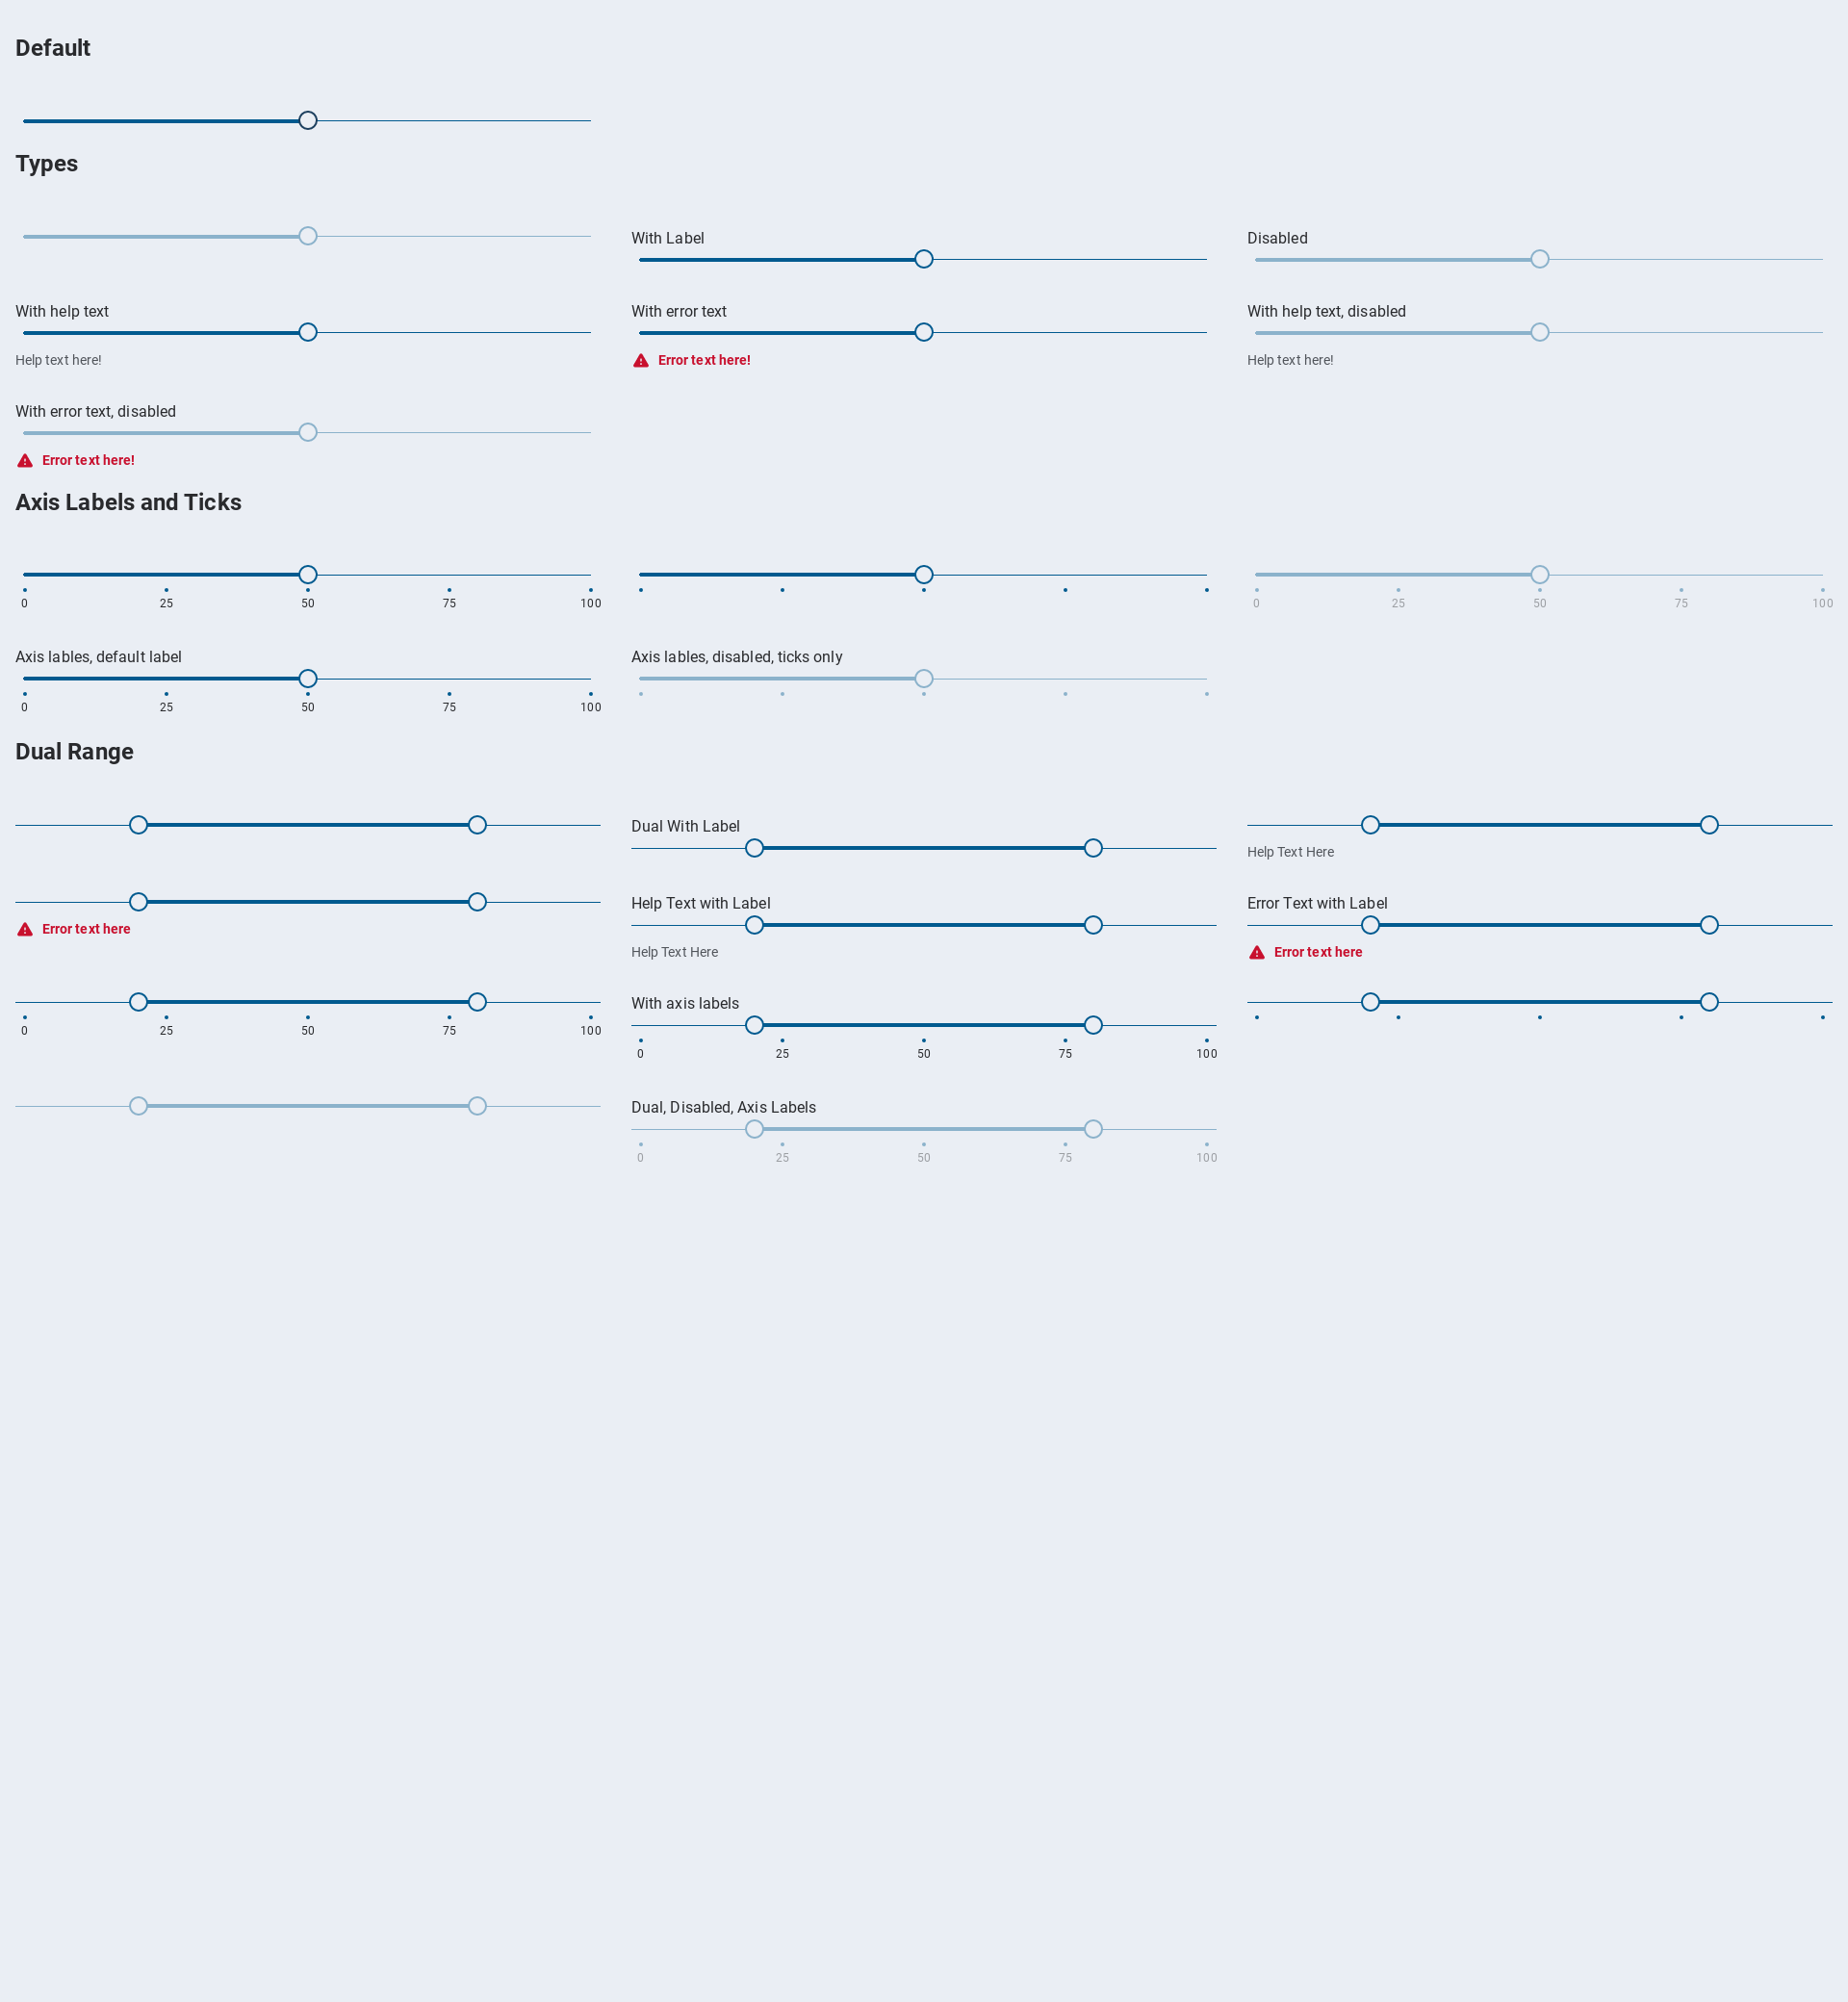 Default
Types
With Label
Disabled
With help text
With error text
With help text, disabled
Help text here!
Error text here!
Help text here!
With error text, disabled
Error text here!
Axis Labels and Ticks
0 25 50 75 100
0 25 50 75 100
Axis lables, default label
Axis lables, disabled, ticks only
0 25 50 75 100
Dual Range
Dual With Label
Help Text Here
Help Text with Label
Error Text with Label
Error text here
Help Text Here
Error text here
With axis labels
0 25 50 75 100
0 25 50 75 100
Dual, Disabled, Axis Labels
0 25 50 75 100